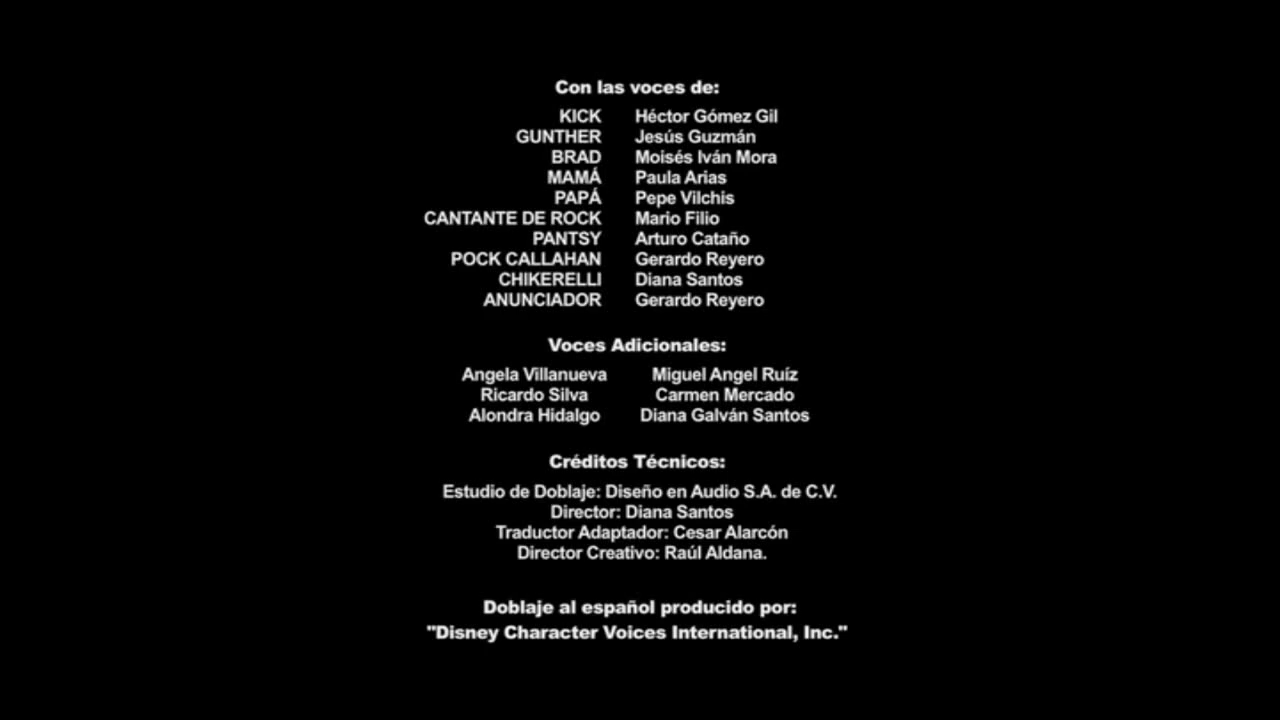 Con las voces de:
KICK Héctor Gómez Gil
GUNTHER Jesús Guzmán
BRAD Moisés Iván Mora
MAMÁ Paula Arias
PAPÁ Pepe Vilchis
CANTANTE DE ROCK Mario Filio
PANTSY Arturo Cataño
POCK CALLAHAN Gerardo Reyero
CHIKERELLI Diana Santos
ANUNCIADOR Gerardo Reyero
Voces Adicionales:
Angela Villanueva Miguel Angel Ruíz
Ricardo Silva Carmen Mercado
Alondra Hidalgo Diana Galván Santos
Créditos Técnicos:
Estudio de Doblaje: Diseño en Audio S.A. de C.V.
Director: Diana Santos
Traductor Adaptador: Cesar Alarcón
Director Creativo: Raúl Aldana.
Doblaje al español producido por:
"Disney Character Voices International, Inc."